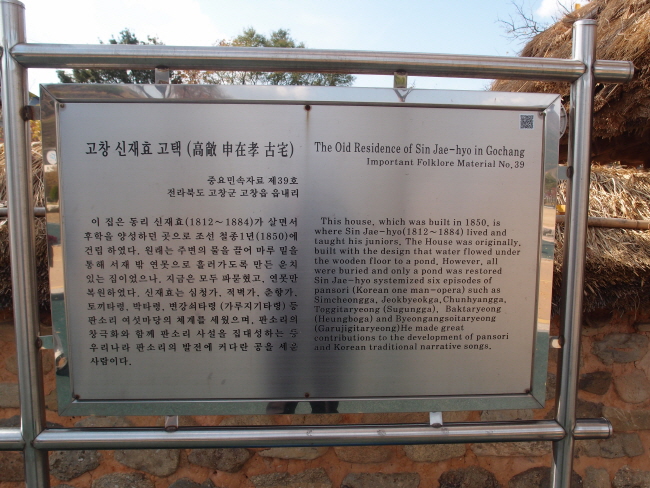 고창 신재효 고택 (高敵 申在孝 古宅)
중요민속자료 제39호
전라북도 고창군 고창읍 읍내리
이 집은 동리 신재효(1812~1884)가 살면서
후학을 양성하던 곳으로 조선 철종1년(1850)에
건립 하였다. 원래는 주변의 물을 끌어 마루 밑을
통해 서재 밖 연못으로 흘러가도록 만든 운치
있는 집이었으나, 지금은 모두 파묻혔고, 연못만
복원하였다. 신재효는 심청가, 적벽가, 춘향가,
토끼타령, 박타령, 변강쇠타령 (가루지기타령) 등
판소리 여섯마당의 체계를 세웠으며, 판소리의
창극화와 함께 판소리 사설을 집대성하는 등
우리나라 판소리의 발전에 커다란 공을 세운
사람이다.
The Oid Residence of Sin Jae-hyo in Gochang
Important Folklore Material No.39
This house, which was built in 1850, is
where Sin Jae-hyo(1812~1884) lived and
taught his juniors. The House was originally.
built with the design that water flowed under
the wooden floor to a pond. However, all
were buried and only a pond was restored
Sin Jae-hyo systemized six episodes of
pansori (Korean one man-opera) such as
Simcheongga, Jeokbyeokga,Chunhyangga,
Toggitaryeong (Sugungga), Baktaryeong
(Heungboga) and Byeongangsoitaryeong
(Garujigitaryeong)He made great
contributions to the development of pansori
and Korean traditional narrative songs.